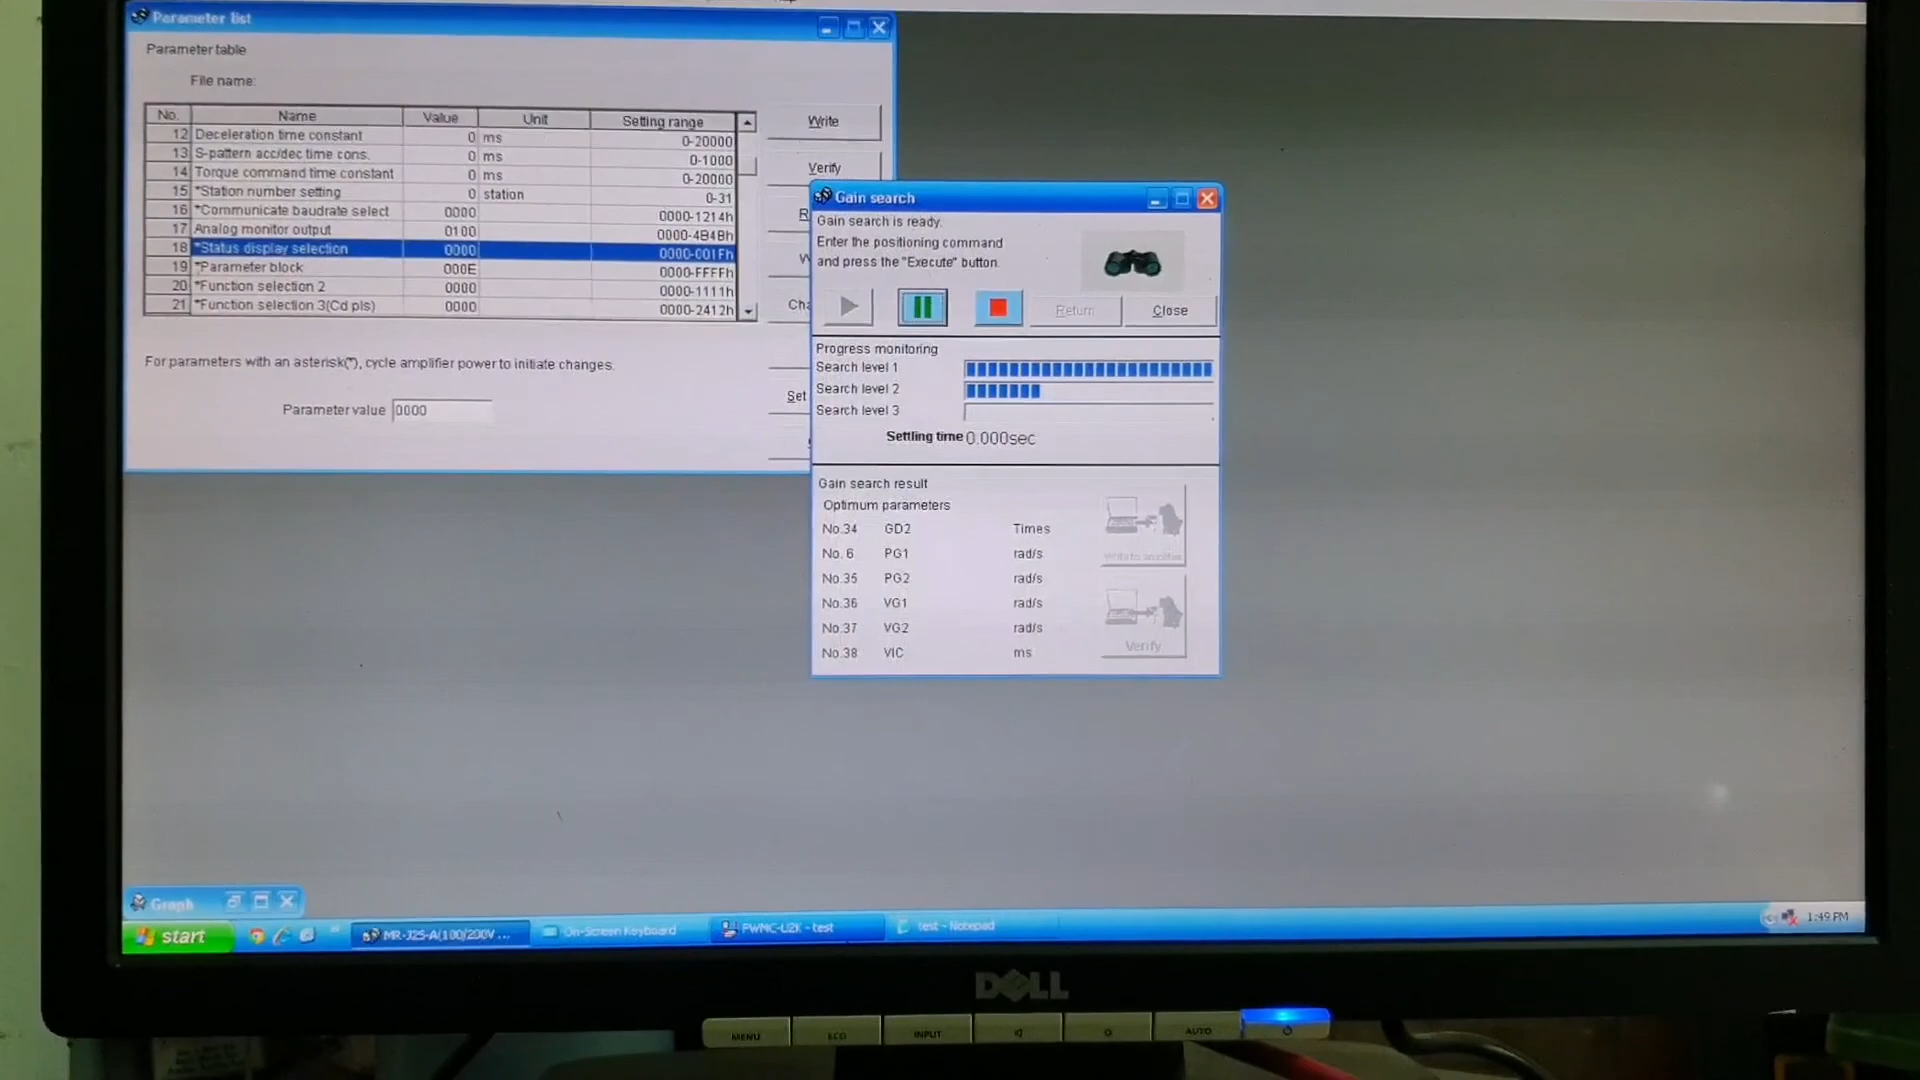 Parameter list
Parameter table
File name:
No. Name Value Unit Setting range
12 Deceleration time constant 0 ms 0-20000
13 S-pattern acc/dec time cons. 0 ms 0-1000
14 Torque command time constant 0 ms 0-20000
15 *Station number setting 0 station 0-31
16 *Communicate baudrate select 0000 0000-1214h
17 Analog monitor output 0100 0000-4B4Bh
18 *Status display selection 0000 0000-001Fh
19 *Parameter block 000E 0000-FFFFh
20 *Function selection 2 0000 0000-1111h
21 *Function selection 3(Cd pls) 0000 0000-2412h
Write
Verify
R
W
Cha
Set
For parameters with an asterisk(*), cycle amplifier power to initiate changes.
Parameter value 0000
Gain search
Gain search is ready.
Enter the positioning command
and press the "Execute" button.
Return Close
Progress monitoring
Search level 1
Search level 2
Search level 3
Settling time 0.000sec
Gain search result
Optimum parameters
No.34 GD2 Times
No. 6 PG1 rad/s
No.35 PG2 rad/s
No.36 VG1 rad/s
No.37 VG2 rad/s
No.38 VIC ms
Write to amplifier
Verify
Graph
start
MR-J2S-A(100/200V ...
On-Screen Keyboard
test - Notepad
1:49 PM
DELL
MENU ECO INPUT AUTO